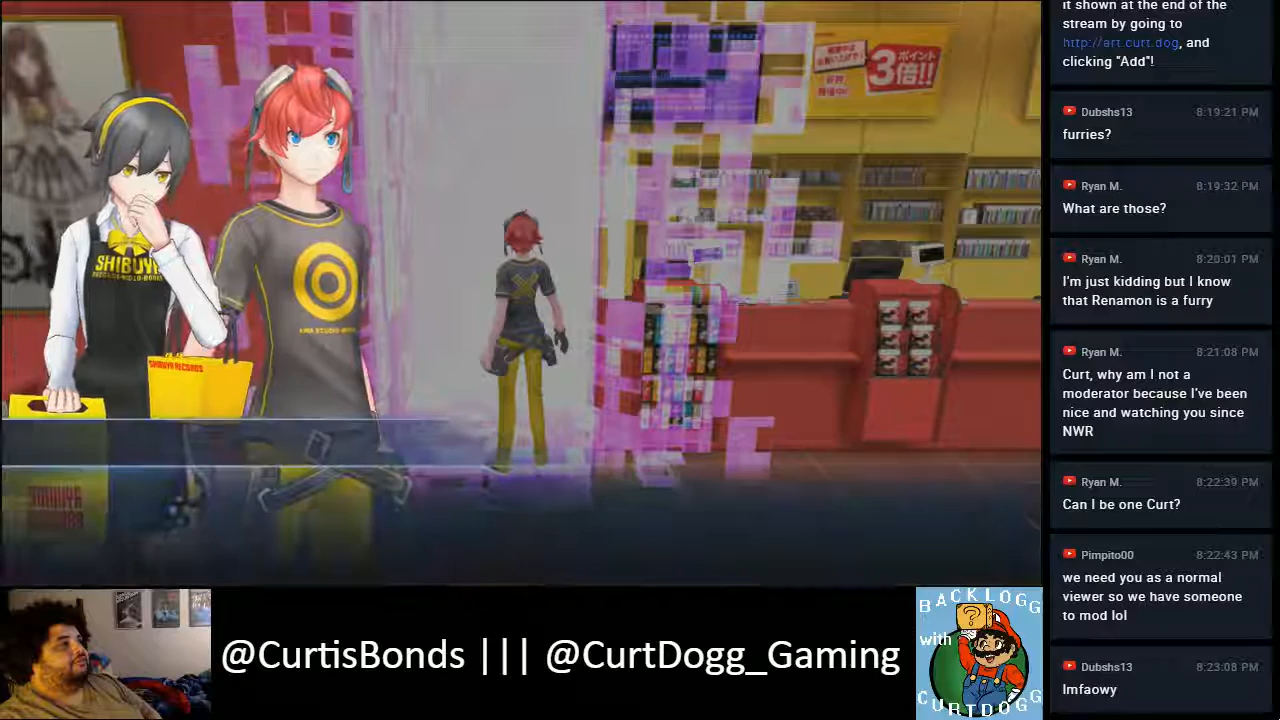 it shown at the end of the
stream by going to
http://art.curt.dog, and
clicking "Add"!
Dubshs13 8:19:21 PM
furries?
Ryan M. 8:19:32 PM
What are those?
Ryan M. 8:20:01 PM
I'm just kidding but I know
that Renamon is a furry
Ryan M. 8:21:08 PM
Curt, why am I not a
moderator because I've been
nice and watching you since
NWR
Ryan M. 8:22:39 PM
Can I be one Curt?
Pimpito00 8:22:43 PM
we need you as a normal
viewer so we have someone
to mod lol
Dubshs13 8:23:08 PM
lmfaowy
ポイント
3倍!!
SHIBUYA
SHIBUYA RECORDS
@CurtisBonds ||| @CurtDogg_Gaming
BACKLOGG
with
CURTDOGG